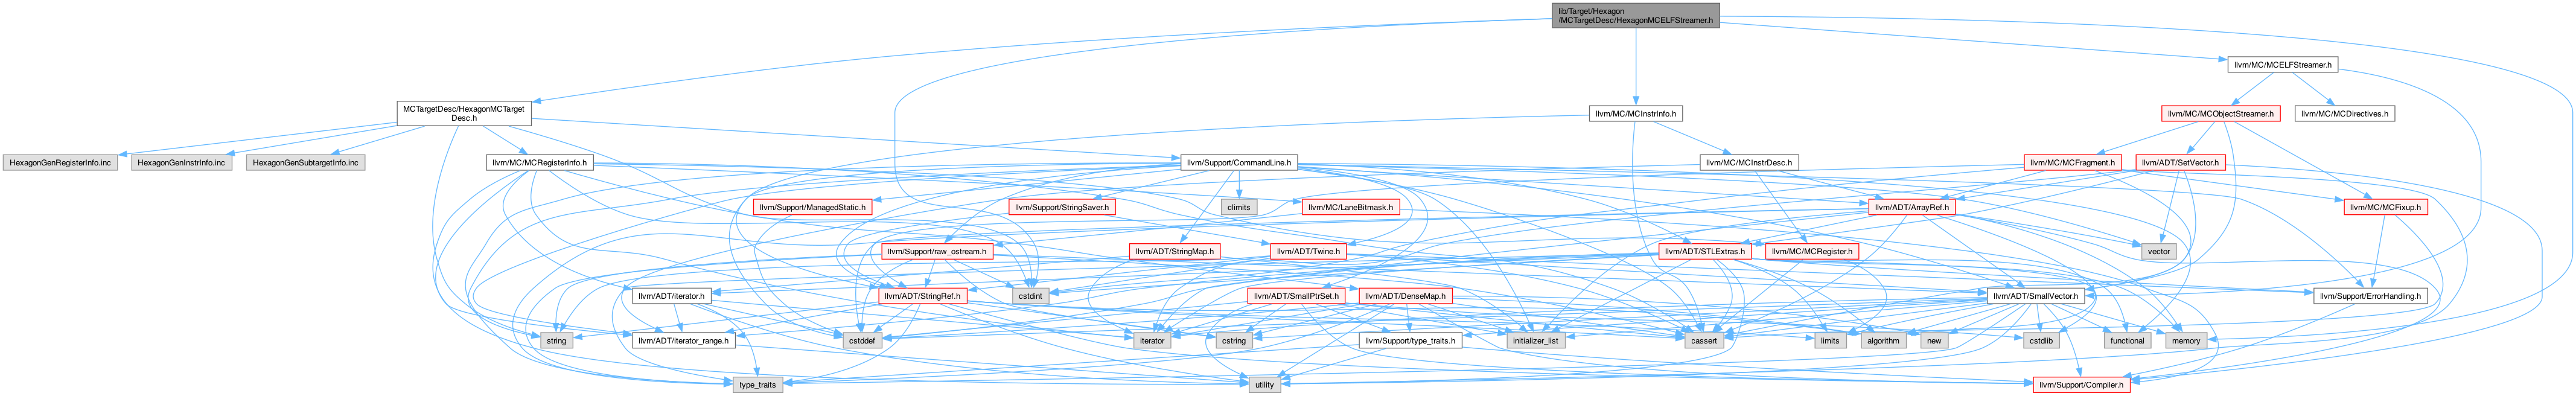 lib/Target/Hexagon
/MCTargetDesc/HexagonMCELFStreamer.h
llvm/MC/MCELFStreamer.h
MCTargetDesc/HexagonMCTarget
Desc.h
llvm/MC/MCInstrInfo.h
llvm/MC/MCObjectStreamer.h
llvm/MC/MCDirectives.h
HexagonGenRegisterInfo.inc
HexagonGenInstrInfo.inc
HexagonGenSubtargetInfo.inc
llvm/MC/MCRegisterInfo.h
llvm/Support/CommandLine.h
llvm/MC/MCInstrDesc.h
llvm/MC/MCFragment.h
llvm/ADT/SetVector.h
llvm/Support/ManagedStatic.h
llvm/Support/StringSaver.h
climits
llvm/MC/LaneBitmask.h
llvm/ADT/ArrayRef.h
llvm/MC/MCFixup.h
llvm/Support/raw_ostream.h
llvm/ADT/StringMap.h
llvm/ADT/Twine.h
llvm/ADT/STLExtras.h
llvm/MC/MCRegister.h
vector
llvm/ADT/iterator.h
llvm/ADT/StringRef.h
cstdint
llvm/ADT/SmallPtrSet.h
llvm/ADT/DenseMap.h
llvm/ADT/SmallVector.h
llvm/Support/ErrorHandling.h
string
llvm/ADT/iterator_range.h
cstddef
iterator
cstring
llvm/Support/type_traits.h
initializer_list
cassert
limits
algorithm
new
cstdlib
functional
memory
type_traits
utility
llvm/Support/Compiler.h